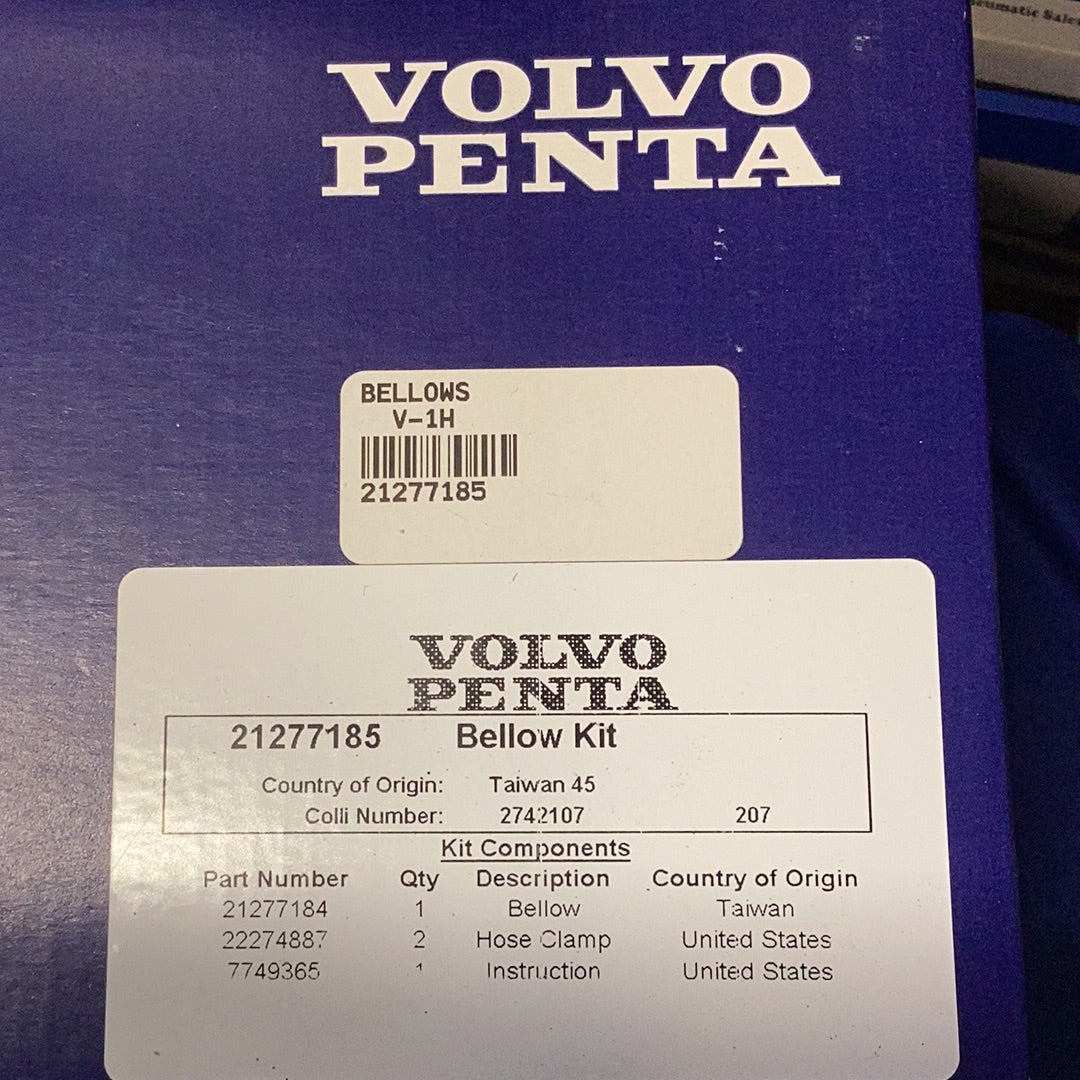 Sales
VOLVO
PENTA
BELLOWS
V-1H
21277185
VOLVO
PENTA
21277185 Bellow Kit
Country of Origin: Taiwan 45
Colli Number: 2742107 207
Kit Components
Part Number Qty Description Country of Origin
21277184 1 Bellow Taiwan
22274887 2 Hose Clamp United States
7749365 1 Instruction United States